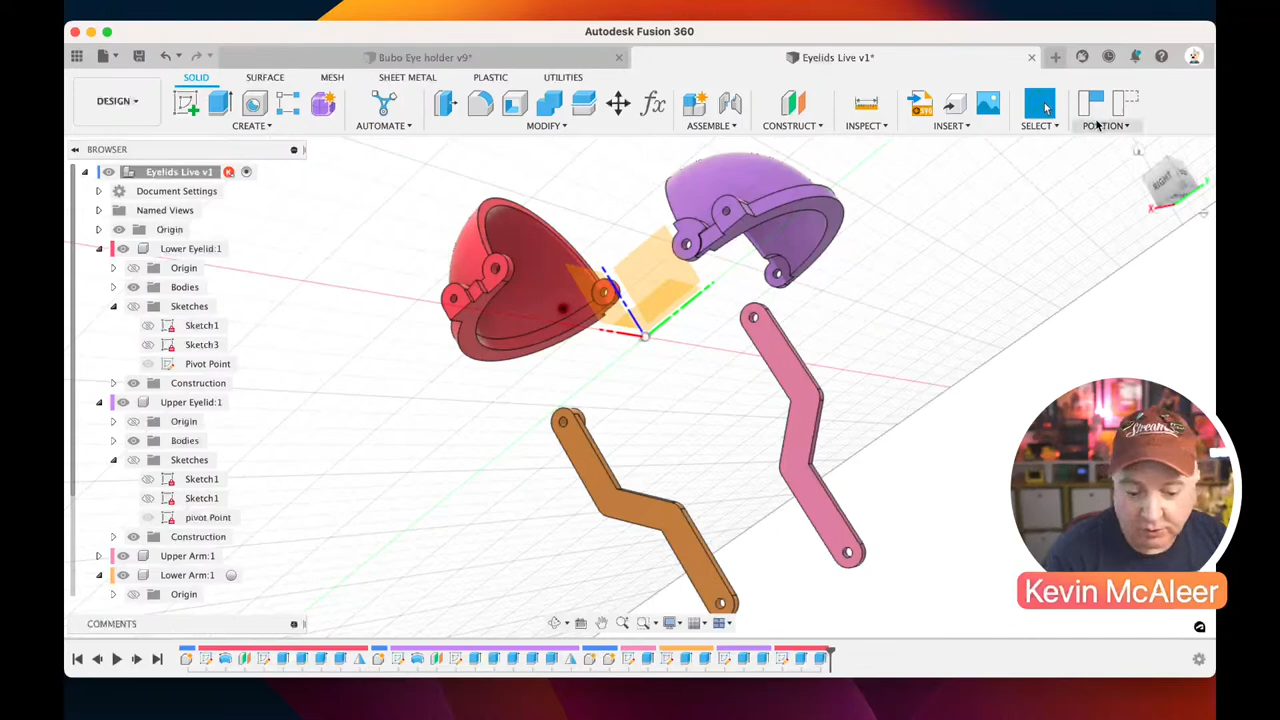 Autodesk Fusion 360
Bubo Eye holder v9*
Eyelids Live v1*
SOLID SURFACE MESH SHEET METAL PLASTIC UTILITIES
DESIGN
CREATE AUTOMATE MODIFY ASSEMBLE CONSTRUCT INSPECT INSERT SELECT POSITION
fx
BROWSER
RIGHT
X
Eyelids Live v1
Document Settings
Named Views
Origin
Lower Eyelid:1
Origin
Bodies
Sketches
Sketch1
Sketch3
Pivot Point
Construction
Upper Eyelid:1
Origin
Bodies
Sketches
Sketch1
Sketch1
pivot Point
Construction
Upper Arm:1
Lower Arm:1
Origin
Stream
Kevin McAleer
COMMENTS